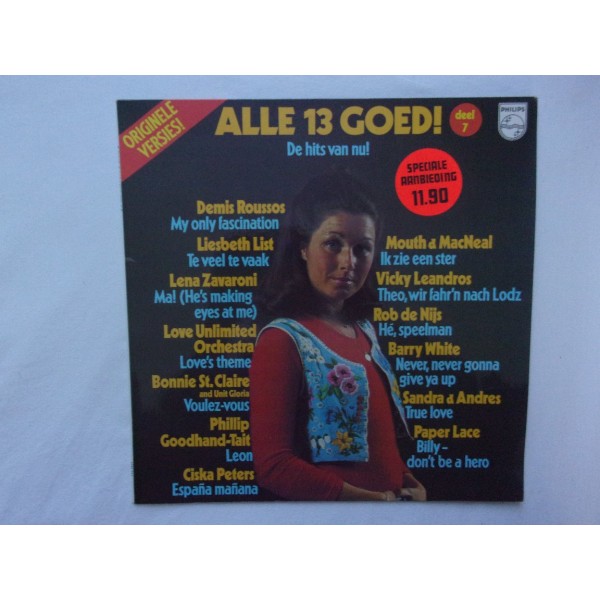 ORIGINELE
VERSIES!
ALLE 13 GOED!
deel
7
PHILIPS
De hits van nu!
SPECIALE
AANBIEDING
11.90
Demis Roussos
My only fascination
Liesbeth List
Te veel te vaak
Lena Zavaroni
Ma! (He's making
eyes at me)
Love Unlimited
Orchestra
Love's theme
Bonnie St. Claire
and Unit Gloria
Voulez-vous
Phillip
Goodhand-Tait
Leon
Ciska Peters
España mañana
Mouth & MacNeal
Ik zie een ster
Vicky Leandros
Theo, wir fahr'n nach Lodz
Rob de Nijs
Hé, speelman
Barry White
Never, never gonna
give ya up
Sandra & Andres
True love
Paper Lace
Billy-
don't be a hero